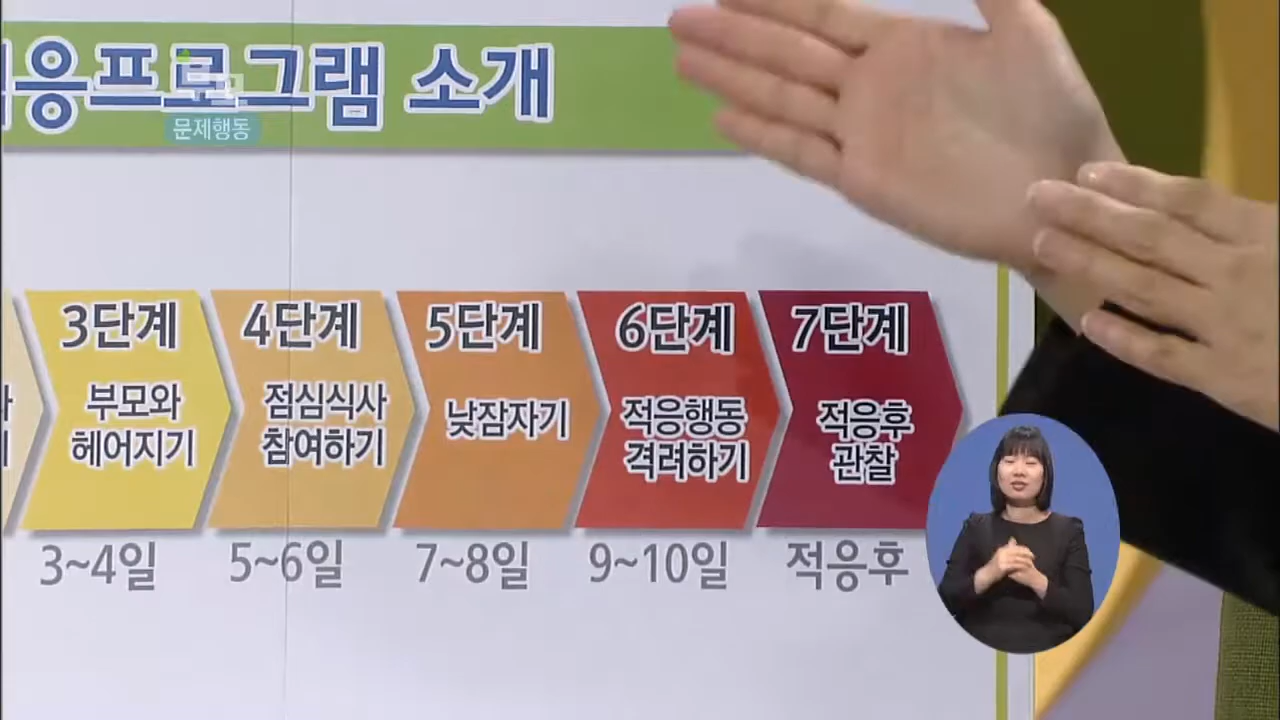 응프로그램 소개
부모
문제행동
3단계
부모와
헤어지기
3~4일
4단계
점심식사
참여하기
5~6일
5단계
낮잠자기
7~8일
6단계
적응행동
격려하기
9~10일
7단계
적응후
관찰
적응후